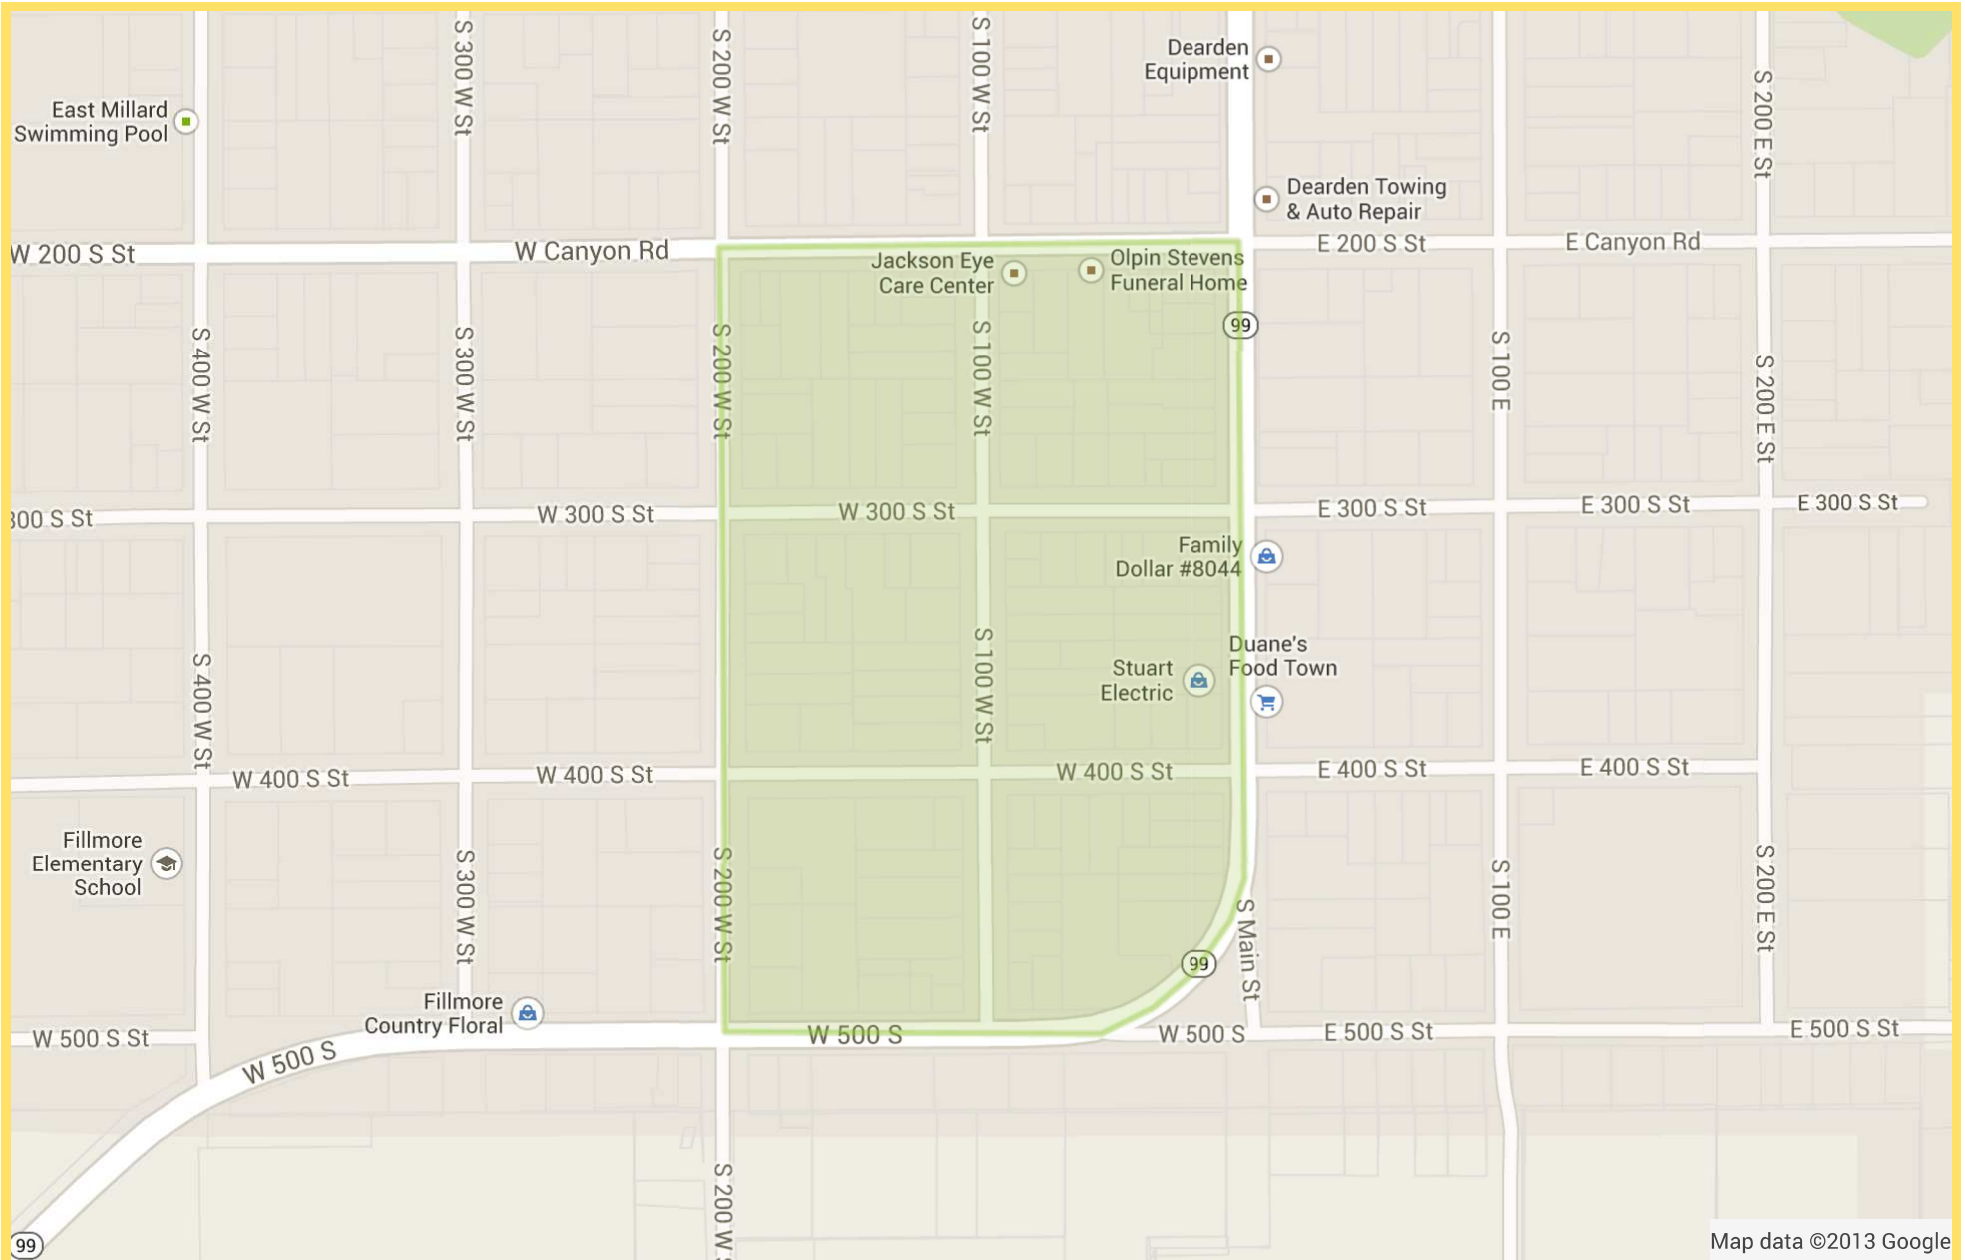 S 300 W St
S 200 W St
S 100 W St
Dearden
Equipment
S 200 E St
East Millard
Swimming Pool
Dearden Towing
& Auto Repair
W 200 S St
W Canyon Rd
E 200 S St
E Canyon Rd
Jackson Eye
Care Center
Olpin Stevens
Funeral Home
99
S 400 W St
S 300 W St
S 200 W St
S 100 W St
S 100 E
S 200 E St
300 S St
W 300 S St
W 300 S St
E 300 S St
E 300 S St
E 300 S St
Family
Dollar #8044
Duane's
Food Town
Stuart
Electric
S 400 W St
S 100 W St
W 400 S St
W 400 S St
W 400 S St
E 400 S St
E 400 S St
Fillmore
Elementary
School
S 300 W St
S 200 W St
S Main St
S 100 E
S 200 E St
99
Fillmore
Country Floral
W 500 S St
W 500 S
W 500 S
W 500 S
E 500 S St
E 500 S St
S 200 W S
99
Map data ©2013 Google